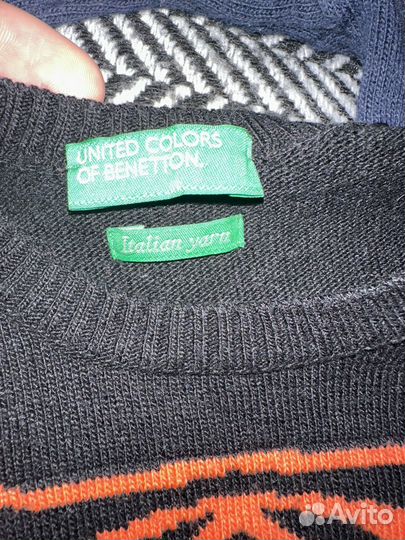 UNITED COLORS
OF BENETTON.
Italian yarn
Avito